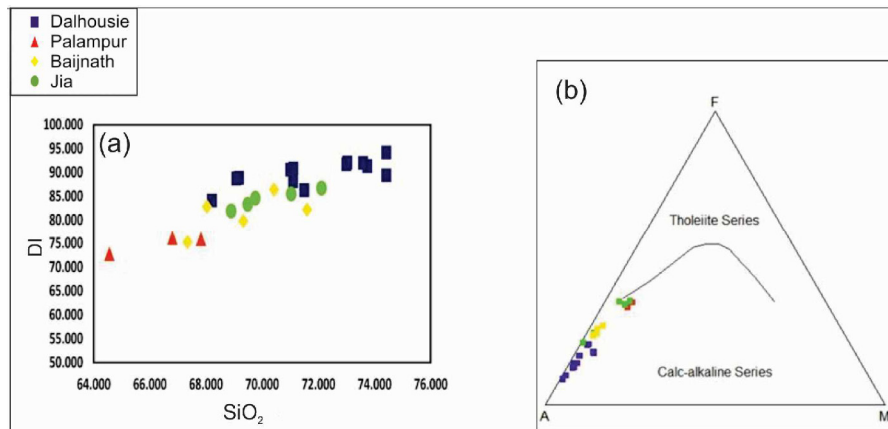 Dalhousie
Palampur
Baijnath
Jia
(a)
100.000
95.000
90.000
85.000
80.000
75.000
70.000
65.000
60.000
55.000
50.000
DI
64.000 66.000 68.000 70.000 72.000 74.000 76.000
SiO₂
(b)
F
Tholeiite Series
Calc-alkaline Series
A
M